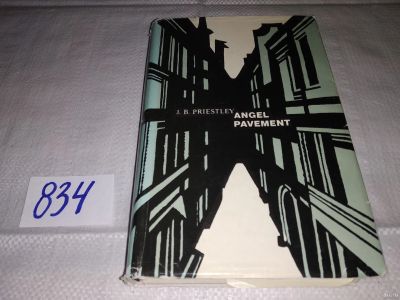 J. B. PRIESTLEY
ANGEL
PAVEMENT
834